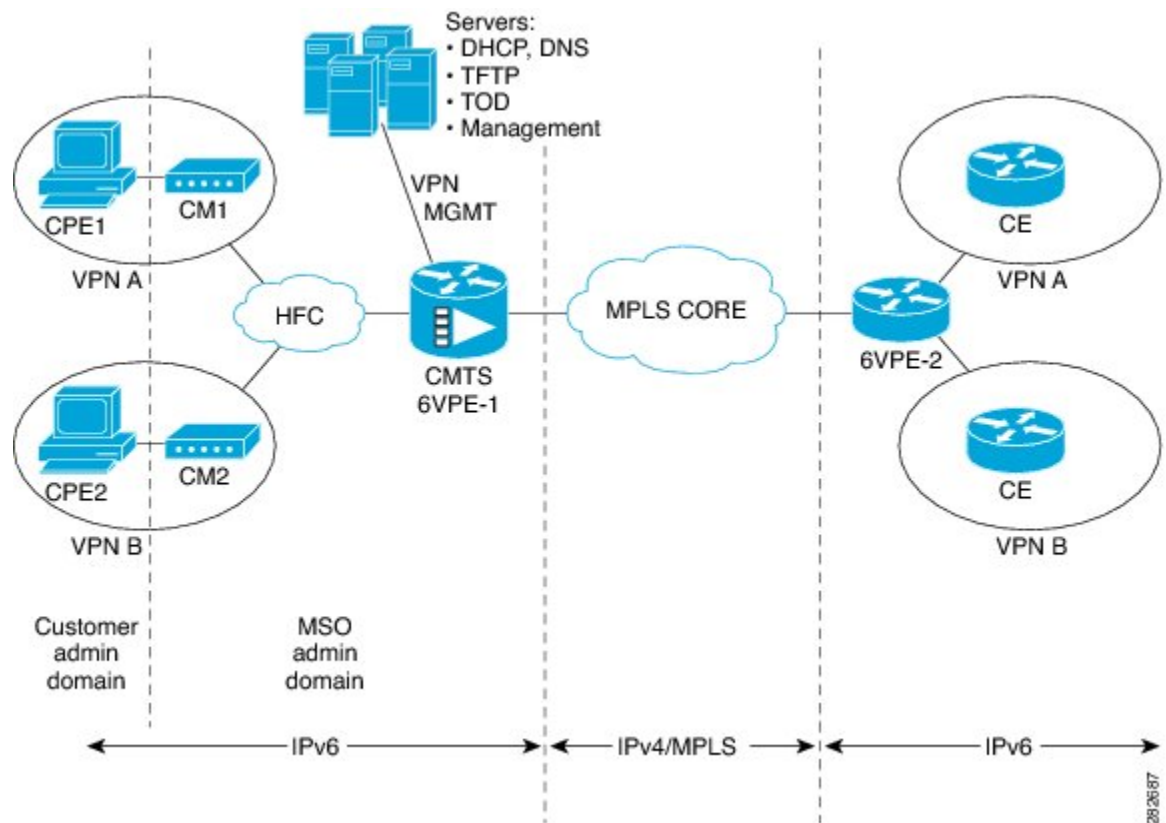 Servers:
• DHCP, DNS
• TFTP
• TOD
• Management
VPN
MGMT
CPE1
CM1
VPN A
HFC
CMTS
6VPE-1
MPLS CORE
6VPE-2
CE
VPN A
CPE2
CM2
VPN B
CE
VPN B
Customer
admin
domain
MSO
admin
domain
IPv6
IPv4/MPLS
IPv6
282687